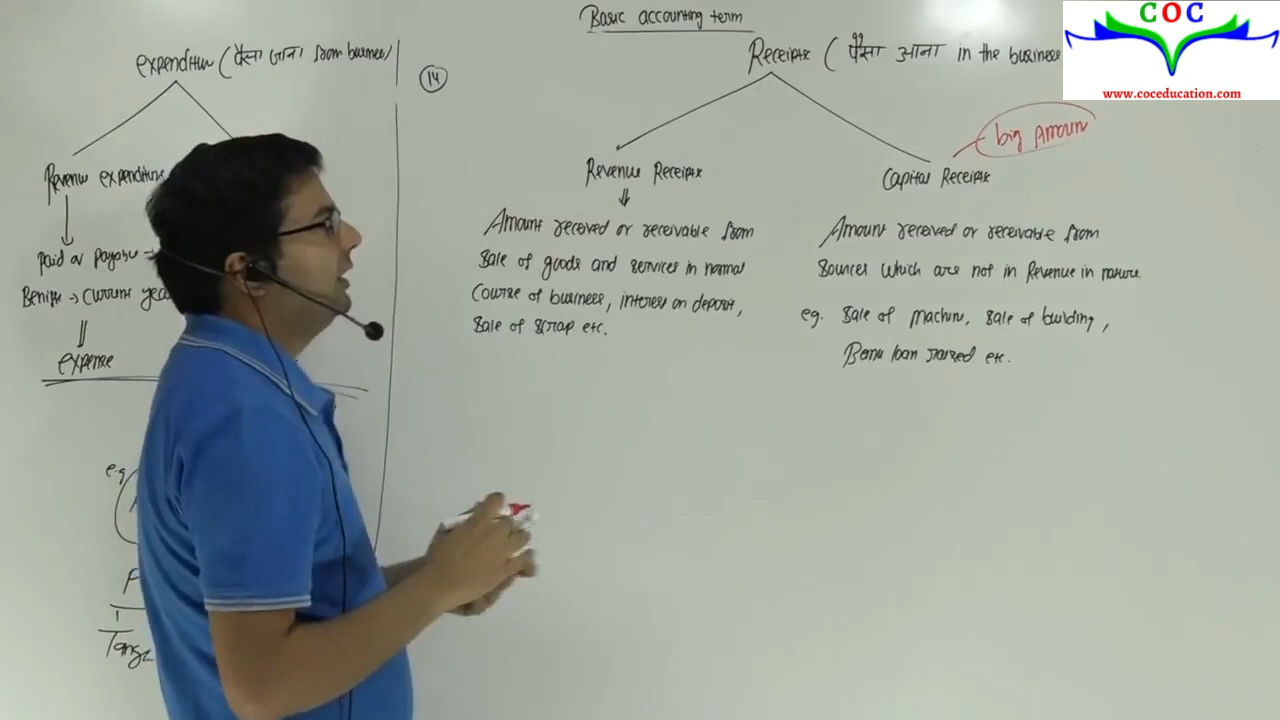 Basic accounting term
COC
www.coceducation.com
Expenditure (पैसा जाना from business)
Revenue expenditure
Paid or payable
Benifit → Current year
⇓
expense
e.g
Tang
14
Receipts ( पैसा आना in the business
Revenue Receipts
⇓
Amount received or receivable from
Sale of goods and services in normal
Course of business, interest on deposit,
Sale of scrap etc.
big Amount
Capital Receipts
Amount received or receivable from
Sources which are not in Revenue in nature.
eg. Sale of machine, Sale of building,
Bank loan raised etc.